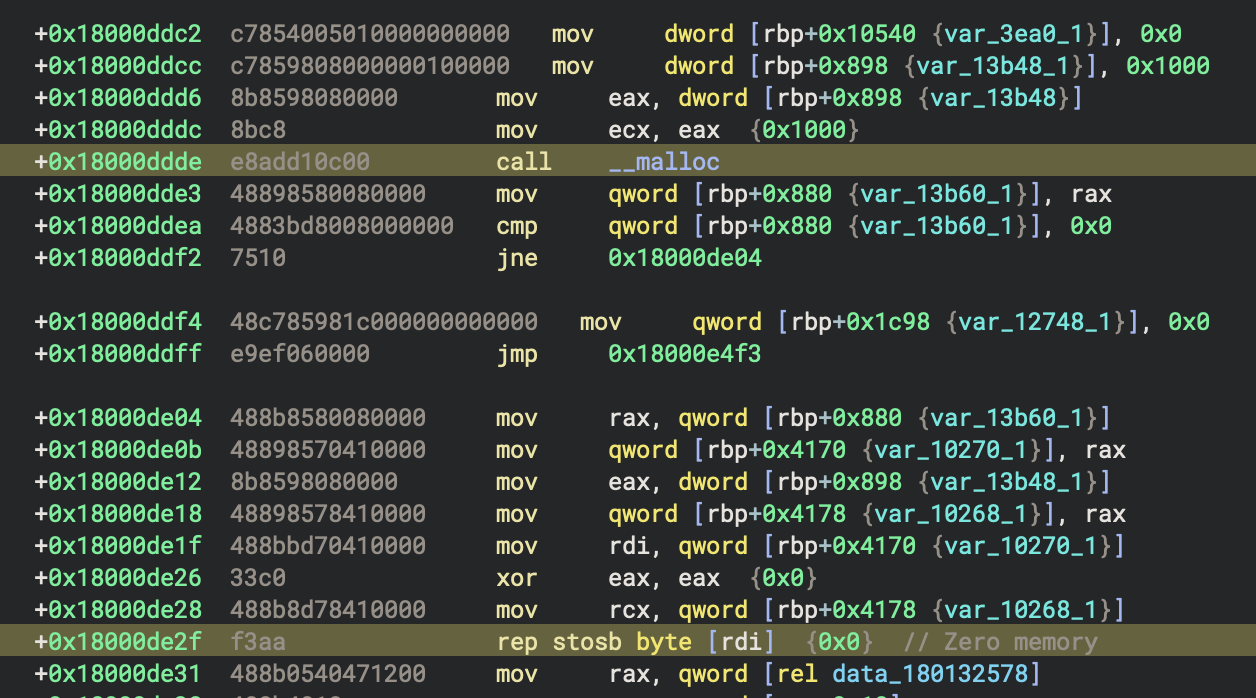 +0x18000ddc2 c7854005010000000000 mov dword [rbp+0x10540 {var_3ea0_1}], 0x0
+0x18000ddcc c7859808000000100000 mov dword [rbp+0x898 {var_13b48_1}], 0x1000
+0x18000ddd6 8b8598080000 mov eax, dword [rbp+0x898 {var_13b48}]
+0x18000dddc 8bc8 mov ecx, eax {0x1000}
+0x18000ddde e8add10c00 call __malloc
+0x18000dde3 48898580080000 mov qword [rbp+0x880 {var_13b60_1}], rax
+0x18000ddea 4883bd8008000000 cmp qword [rbp+0x880 {var_13b60_1}], 0x0
+0x18000ddf2 7510 jne 0x18000de04
+0x18000ddf4 48c785981c000000000000 mov qword [rbp+0x1c98 {var_12748_1}], 0x0
+0x18000ddff e9ef060000 jmp 0x18000e4f3
+0x18000de04 488b8580080000 mov rax, qword [rbp+0x880 {var_13b60_1}]
+0x18000de0b 48898570410000 mov qword [rbp+0x4170 {var_10270_1}], rax
+0x18000de12 8b8598080000 mov eax, dword [rbp+0x898 {var_13b48_1}]
+0x18000de18 48898578410000 mov qword [rbp+0x4178 {var_10268_1}], rax
+0x18000de1f 488bbd70410000 mov rdi, qword [rbp+0x4170 {var_10270_1}]
+0x18000de26 33c0 xor eax, eax {0x0}
+0x18000de28 488b8d78410000 mov rcx, qword [rbp+0x4178 {var_10268_1}]
+0x18000de2f f3aa rep stosb byte [rdi] {0x0} // Zero memory
+0x18000de31 488b0540471200 mov rax, qword [rel data_180132578]